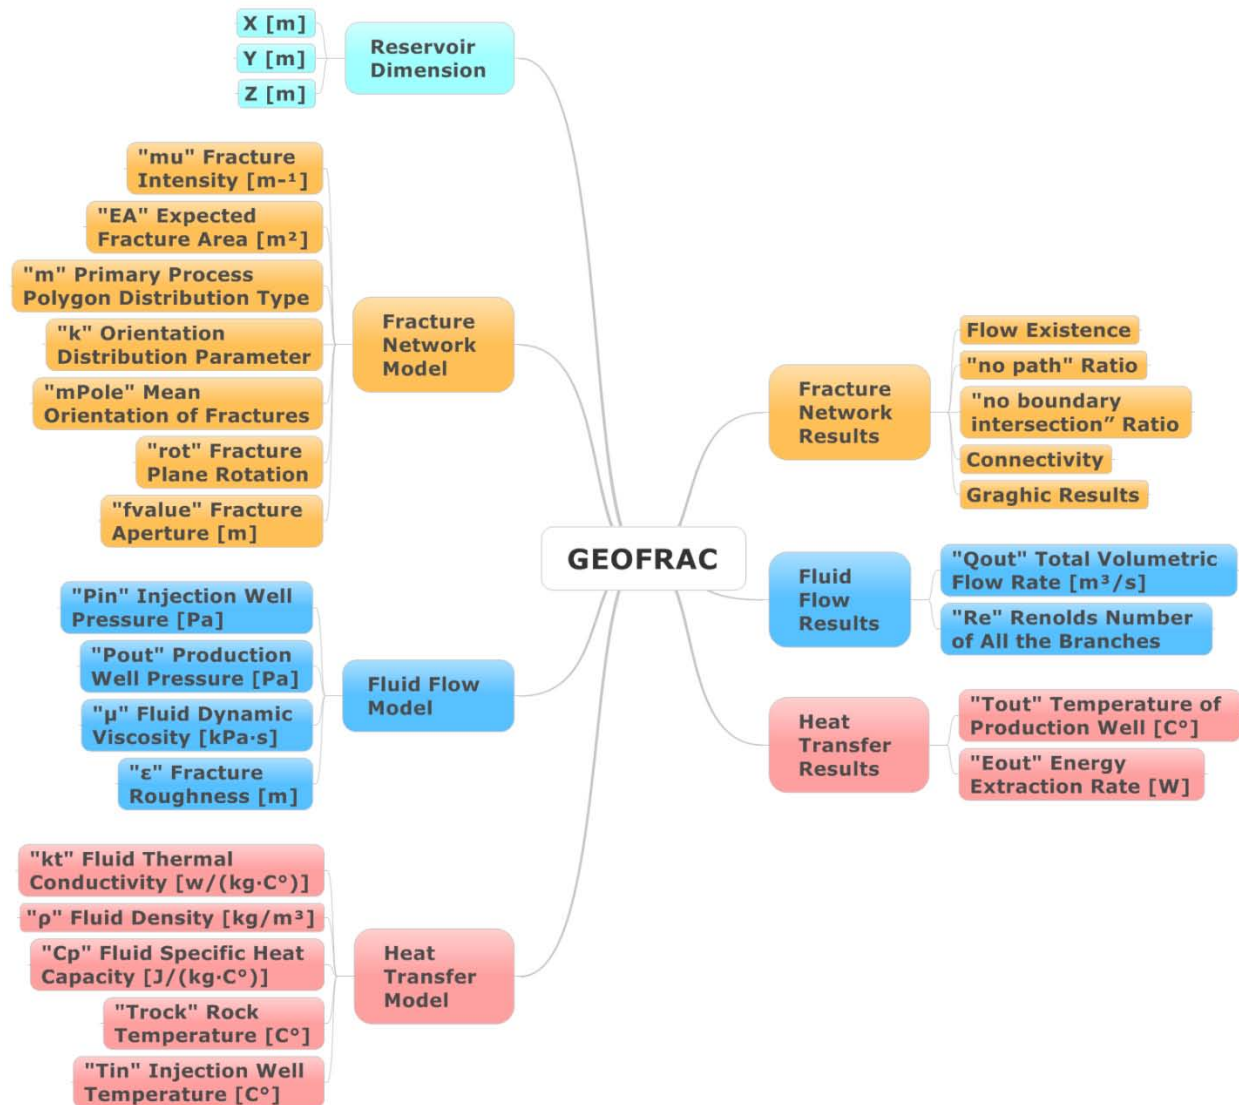 X [m]
Y [m]
Z [m]
Reservoir
Dimension
"mu" Fracture
Intensity [m-¹]
"EA" Expected
Fracture Area [m²]
"m" Primary Process
Polygon Distribution Type
"k" Orientation
Distribution Parameter
"mPole" Mean
Orientation of Fractures
"rot" Fracture
Plane Rotation
"fvalue" Fracture
Aperture [m]
Fracture
Network
Model
"Pin" Injection Well
Pressure [Pa]
"Pout" Production
Well Pressure [Pa]
"µ" Fluid Dynamic
Viscosity [kPa·s]
"ε" Fracture
Roughness [m]
Fluid Flow
Model
"kt" Fluid Thermal
Conductivity [w/(kg·C°)]
"ρ" Fluid Density [kg/m³]
"Cp" Fluid Specific Heat
Capacity [J/(kg·C°)]
"Trock" Rock
Temperature [C°]
"Tin" Injection Well
Temperature [C°]
Heat
Transfer
Model
GEOFRAC
Fracture
Network
Results
Flow Existence
"no path" Ratio
"no boundary
intersection” Ratio
Connectivity
Graghic Results
Fluid
Flow
Results
"Qout" Total Volumetric
Flow Rate [m³/s]
"Re" Renolds Number
of All the Branches
Heat
Transfer
Results
"Tout" Temperature of
Production Well [C°]
"Eout" Energy
Extraction Rate [W]